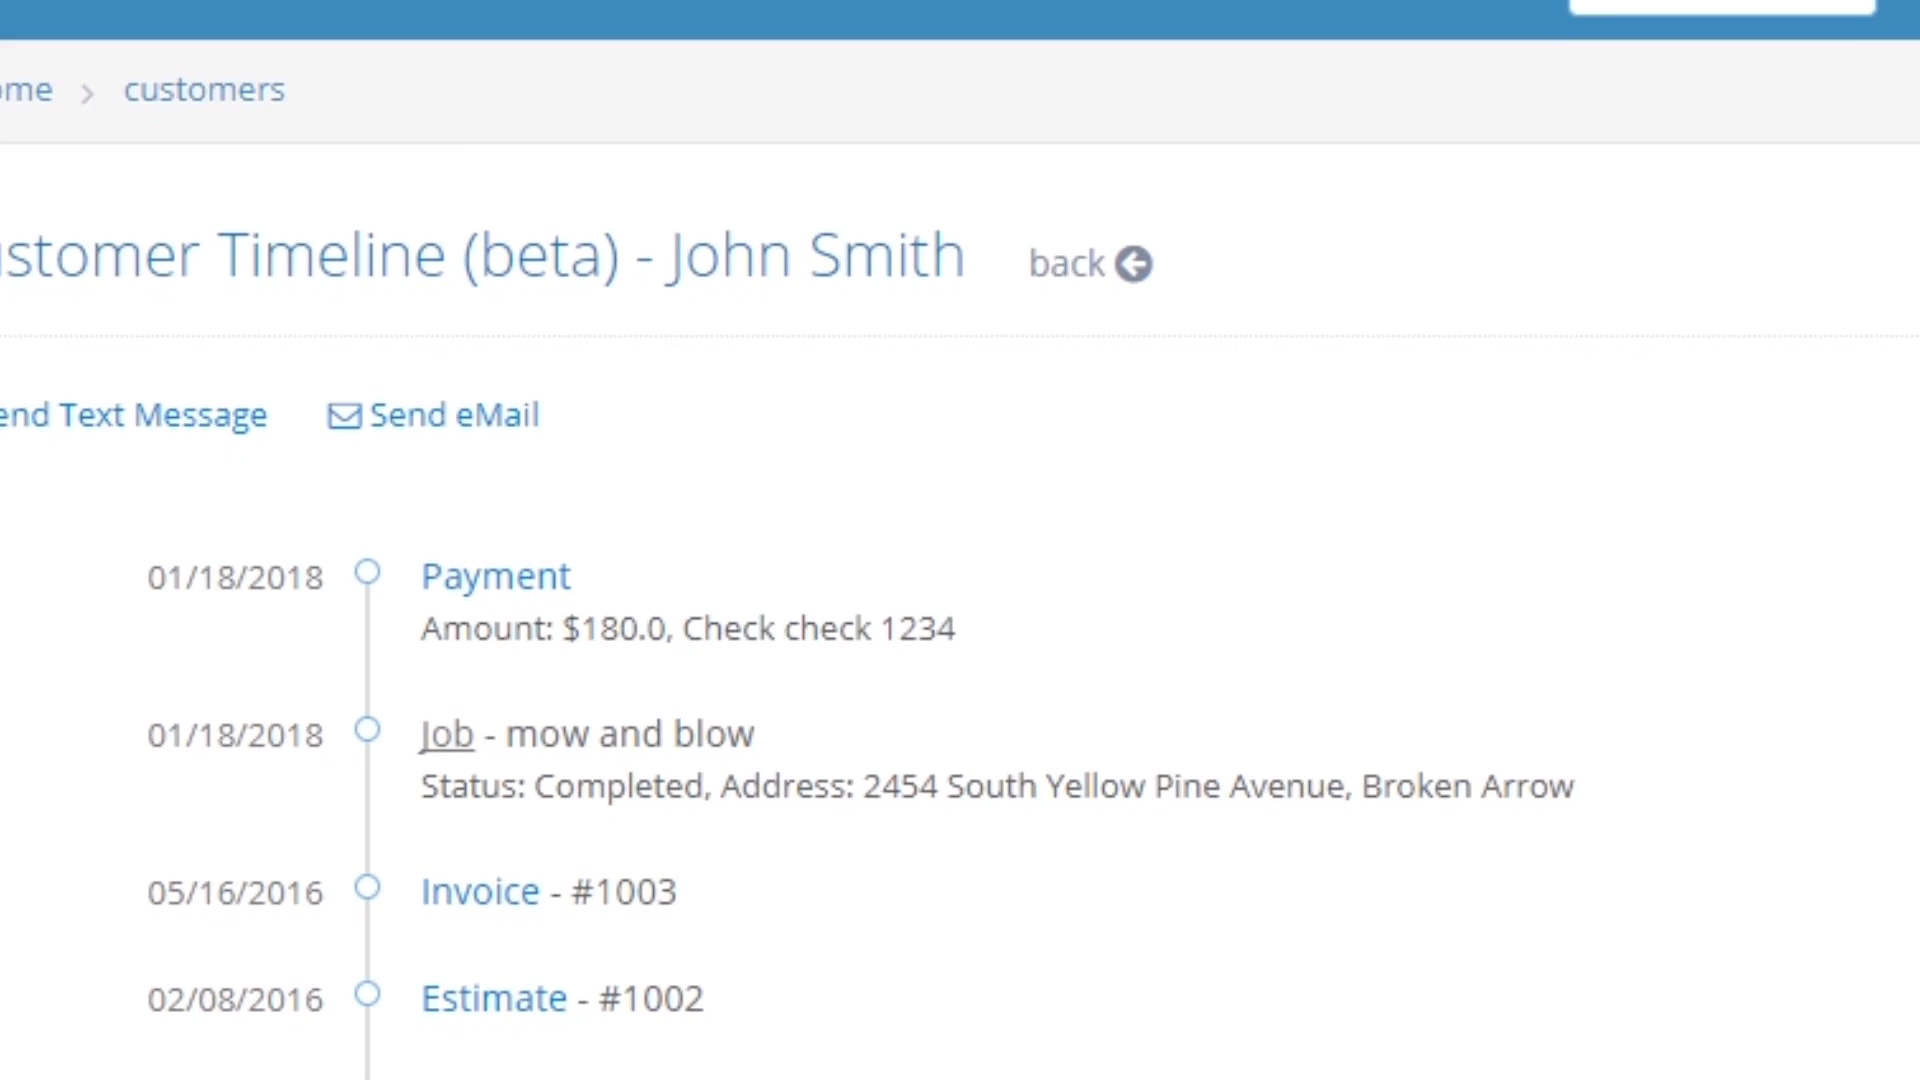 ome > customers
stomer Timeline (beta) - John Smith back
end Text Message Send eMail
01/18/2018 Payment
Amount: $180.0, Check check 1234
01/18/2018 Job - mow and blow
Status: Completed, Address: 2454 South Yellow Pine Avenue, Broken Arrow
05/16/2016 Invoice - #1003
02/08/2016 Estimate - #1002